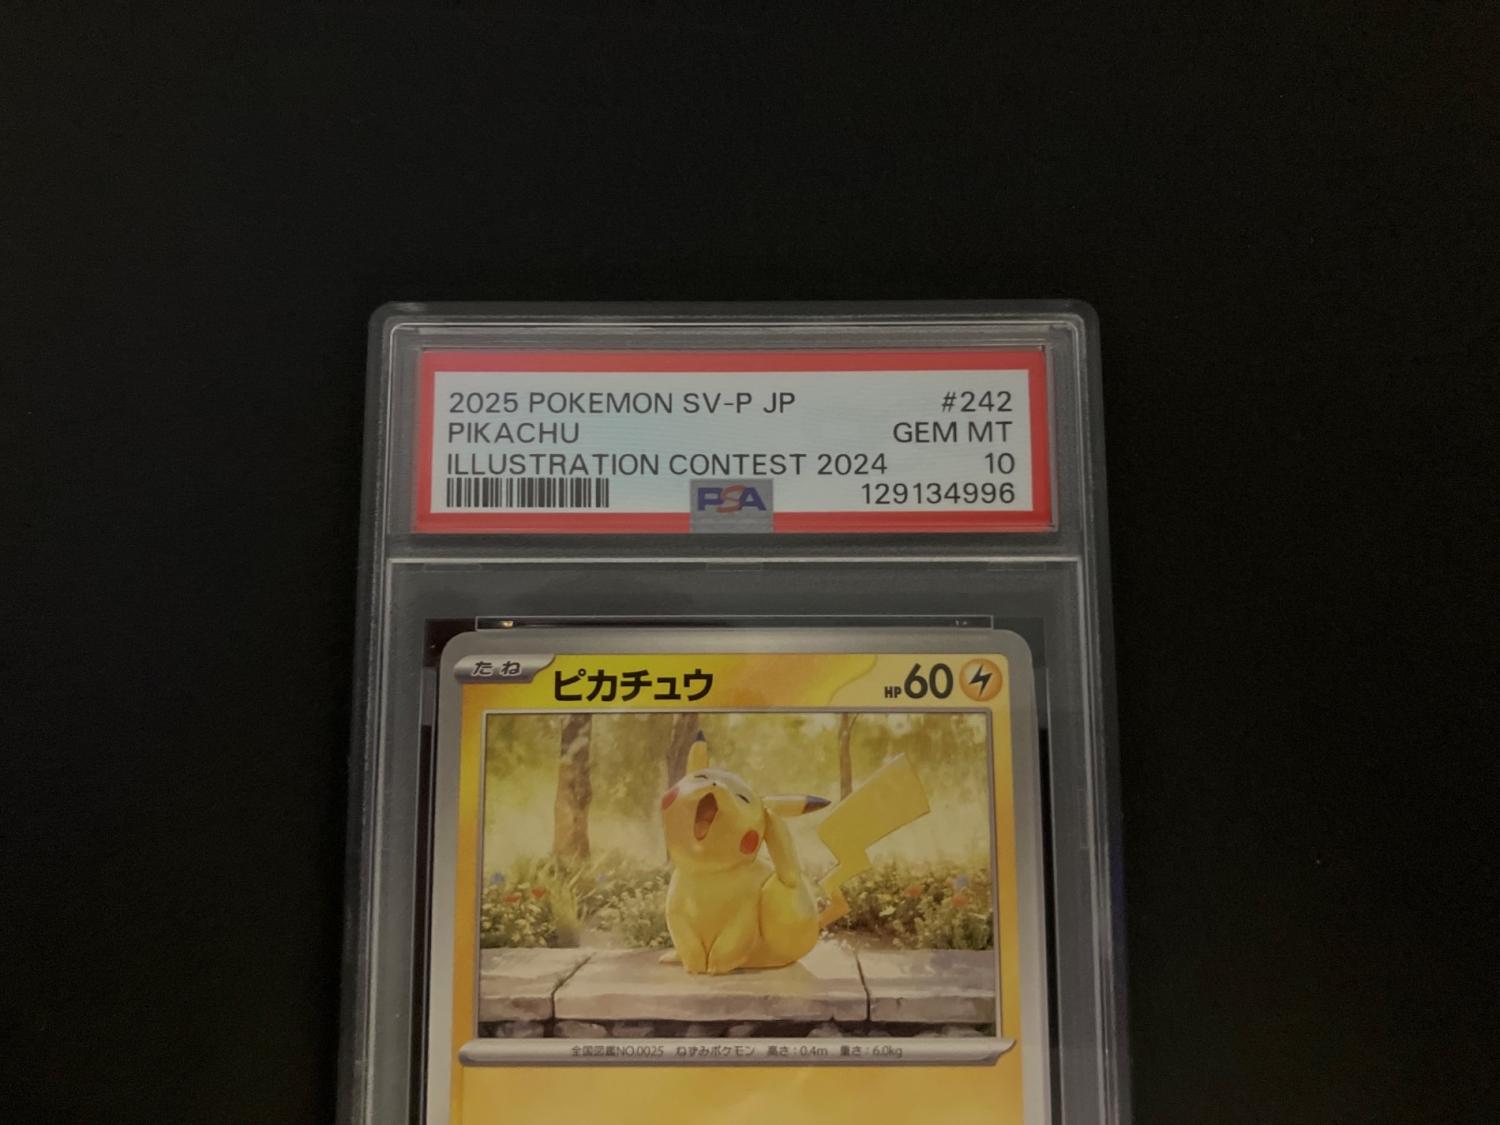 2025 POKEMON SV-P JP #242
PIKACHU GEM MT
ILLUSTRATION CONTEST 2024 10
PSA 129134996
たね ピカチュウ HP60
全国図鑑NO.0025 ねずみポケモン 高さ:0.4m 重さ:6.0kg